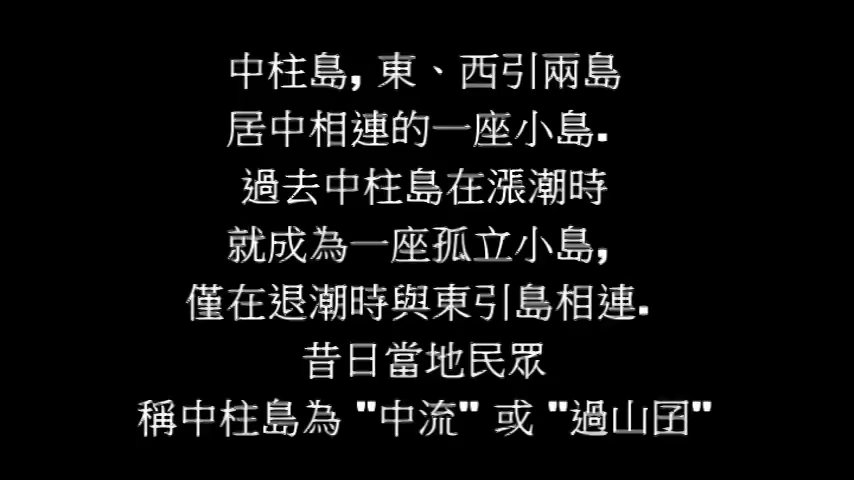 中柱島, 東、西引兩島
居中相連的一座小島.
過去中柱島在漲潮時
就成為一座孤立小島,
僅在退潮時與東引島相連.
昔日當地民眾
稱中柱島為 "中流" 或 "過山囝"